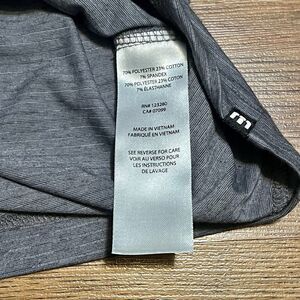 70% POLYESTER 23% COTTON
7% SPANDEX
70% POLYESTER 23% COTON
7% ÉLASTHANNE
RN# 123280
CA# 07099
MADE IN VIETNAM
FABRIQUÉ EN VIETNAM
SEE REVERSE FOR CARE
VOIR AU VERSO POUR
LES INSTRUCTIONS
DE LAVAGE